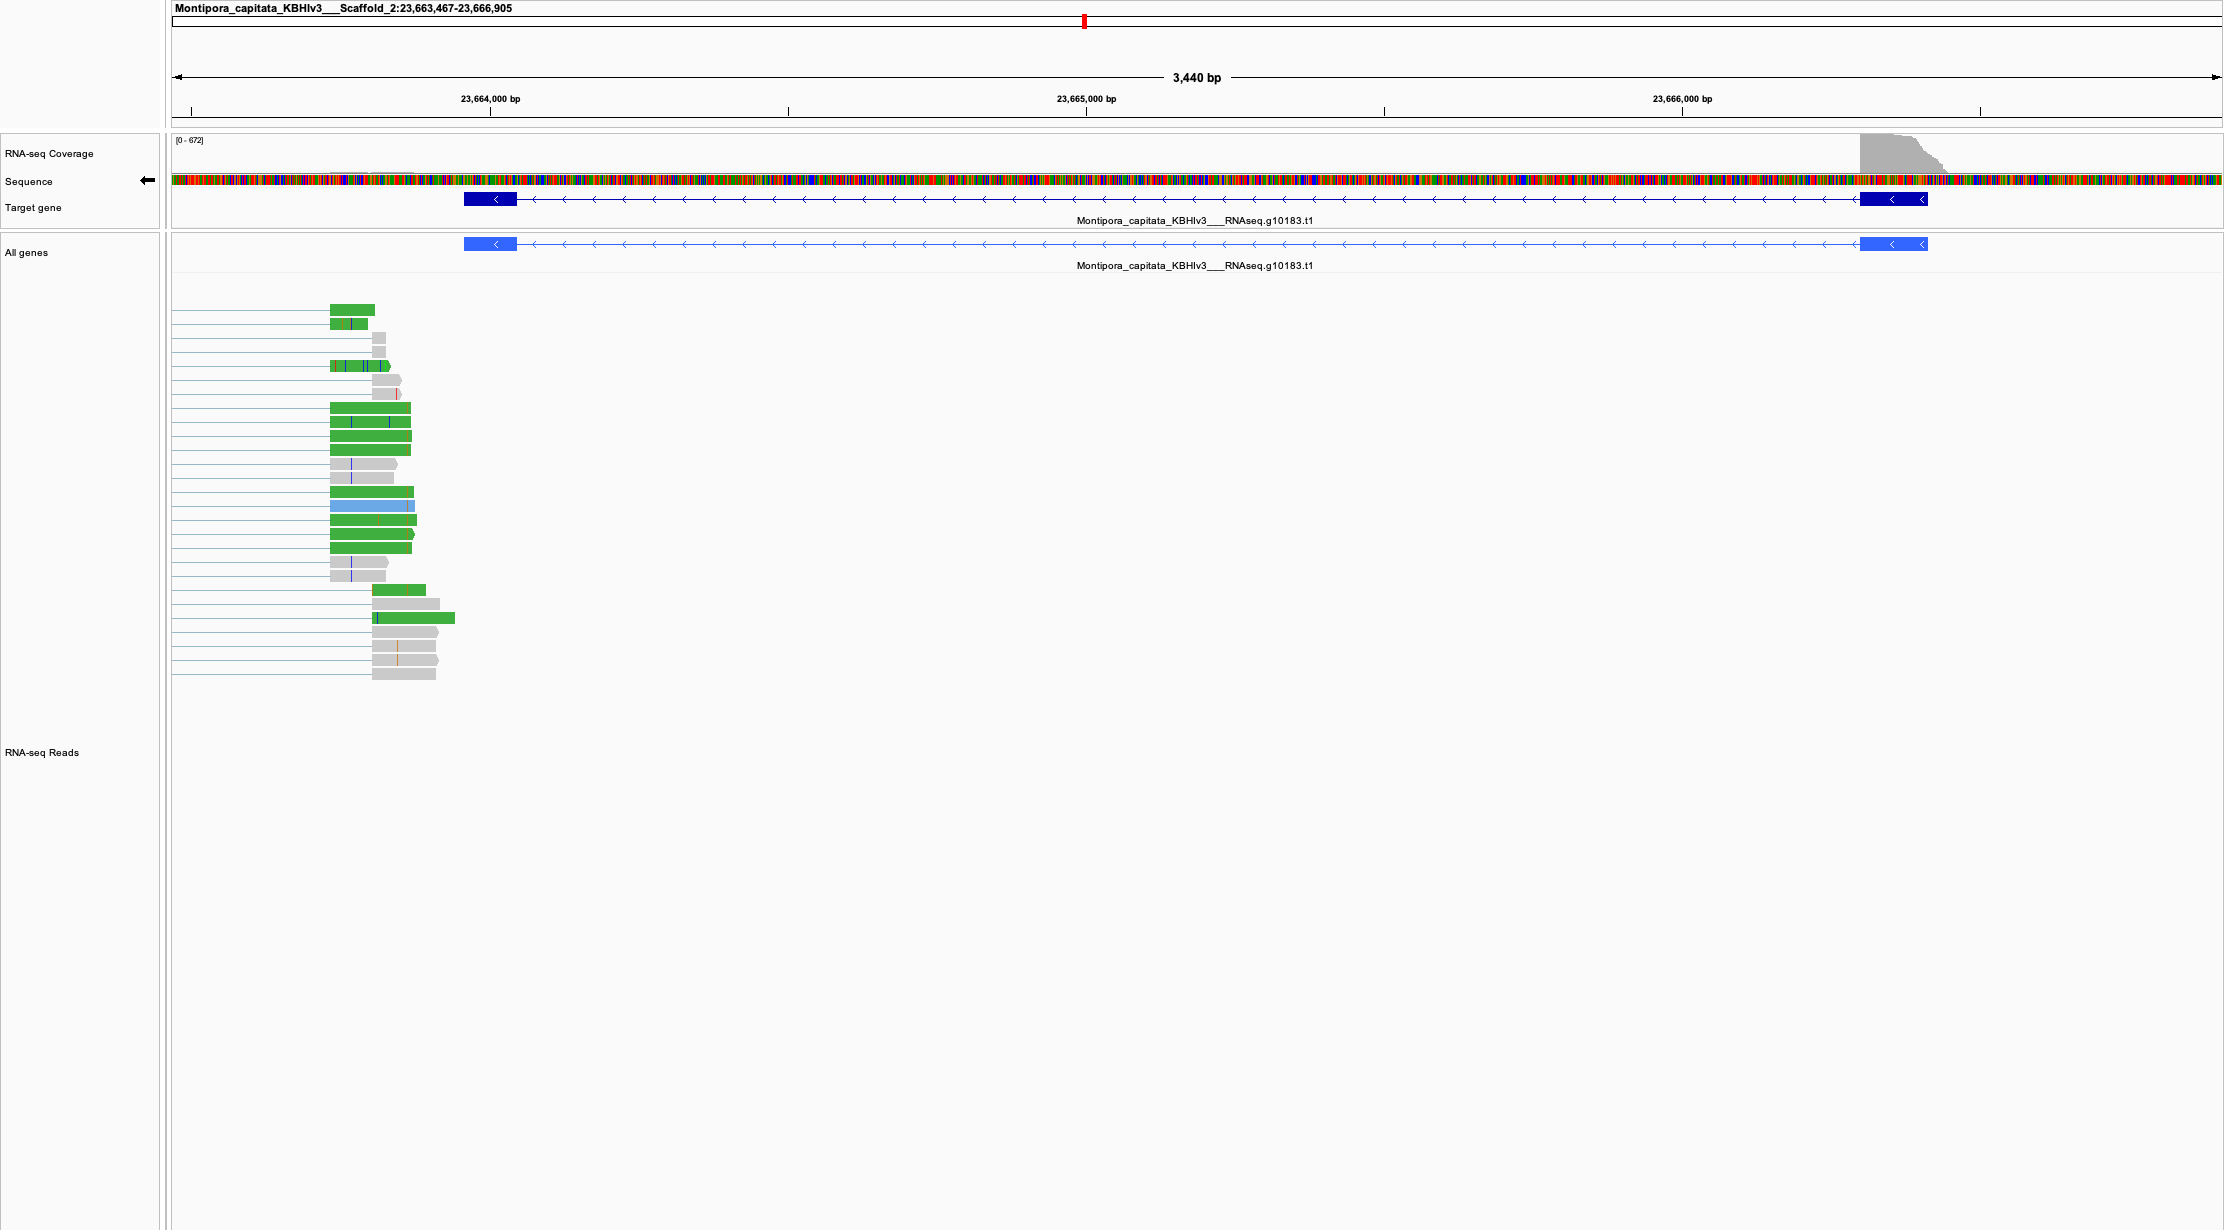 Montipora_capitata_KBHIv3___Scaffold_2:23,663,467-23,666,905
3,440 bp
23,664,000 bp 23,665,000 bp 23,666,000 bp
[0 - 672]
RNA-seq Coverage
Sequence
Target gene
Montipora_capitata_KBHIv3___RNAseq.g10183.t1
All genes
Montipora_capitata_KBHIv3___RNAseq.g10183.t1
RNA-seq Reads